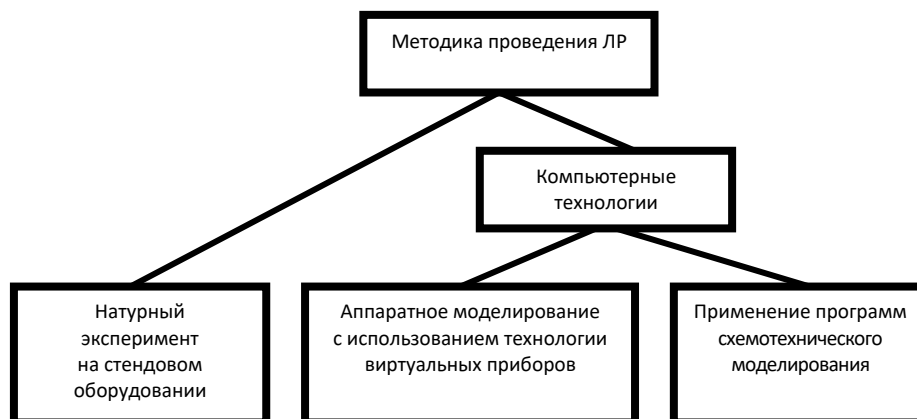 Методика проведения ЛР
Компьютерные
технологии
Натурный
эксперимент
на стендовом
оборудовании
Аппаратное моделирование
с использованием технологии
виртуальных приборов
Применение программ
схемотехнического
моделирования